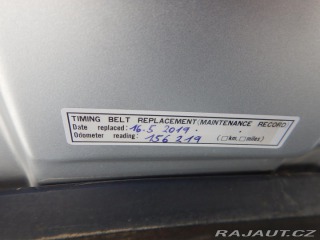 TIMING BELT REPLACEMENT(MAINTENANCE RECORD)
Date replaced: 16.5 2019.
Odometer reading: 156 219 (□km,□miles)
RAJAUT.CZ